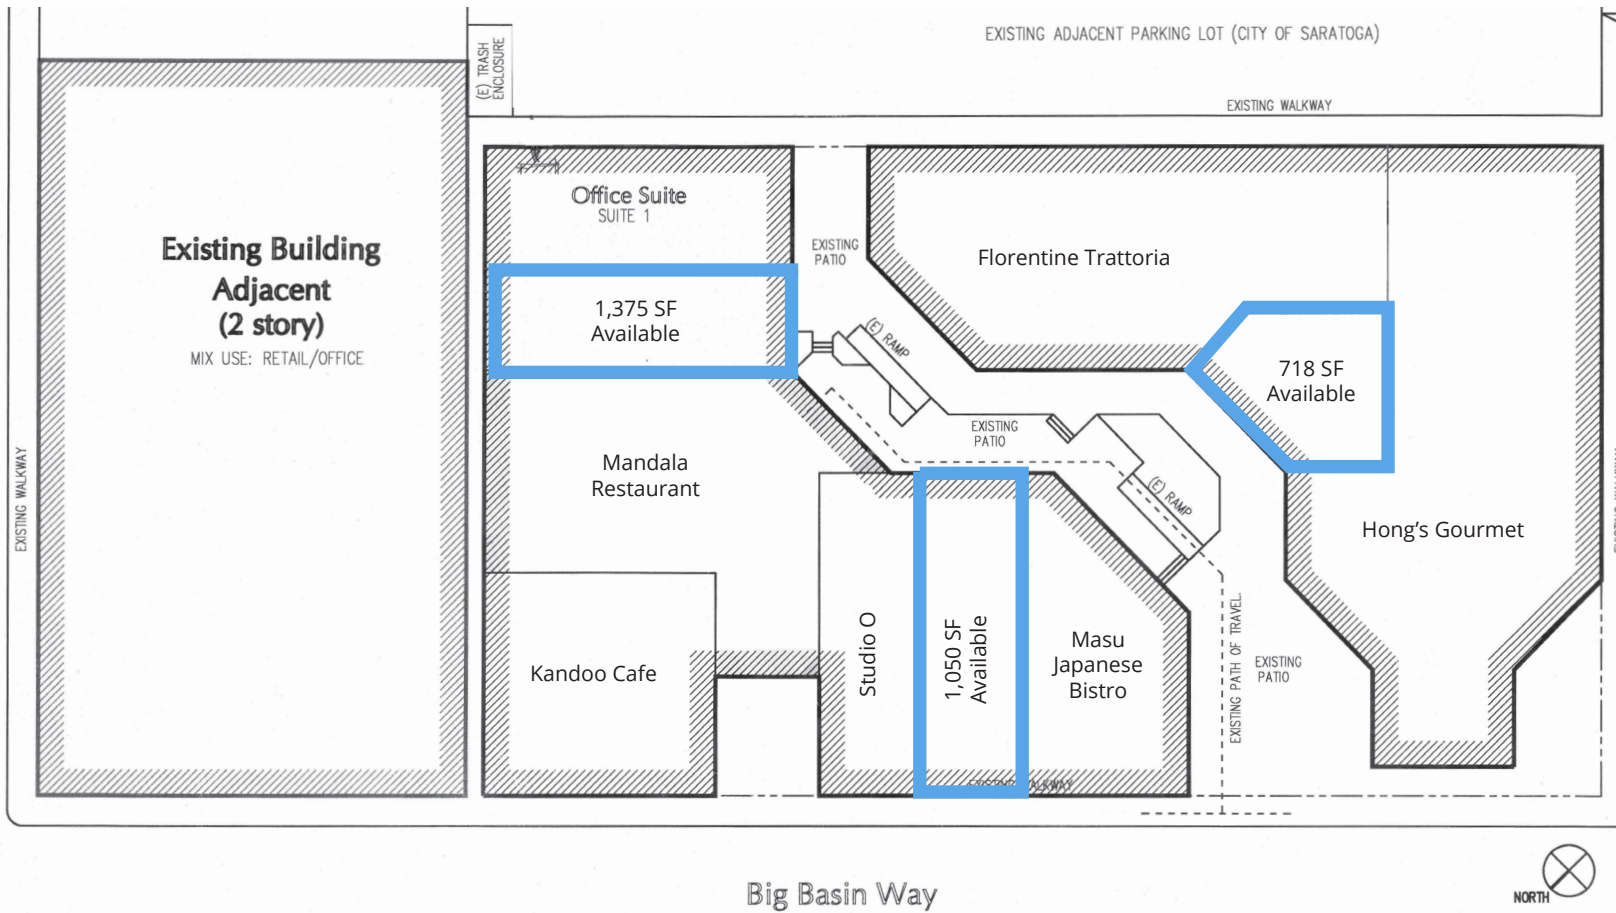 EXISTING ADJACENT PARKING LOT (CITY OF SARATOGA)
(E) TRASH
ENCLOSURE
EXISTING WALKWAY
Office Suite
SUITE 1
EXISTING
PATIO
Florentine Trattoria
Existing Building
Adjacent
(2 story)
MIX USE: RETAIL/OFFICE
1,375 SF
Available
(E) RAMP
718 SF
Available
EXISTING
PATIO
Mandala
Restaurant
EXISTING WALKWAY
(E) RAMP
Hong's Gourmet
Kandoo Cafe
Studio O
1,050 SF
Available
Masu
Japanese
Bistro
EXISTING PATH OF TRAVEL
EXISTING
PATIO
EXISTING WALKWAY
Big Basin Way
NORTH